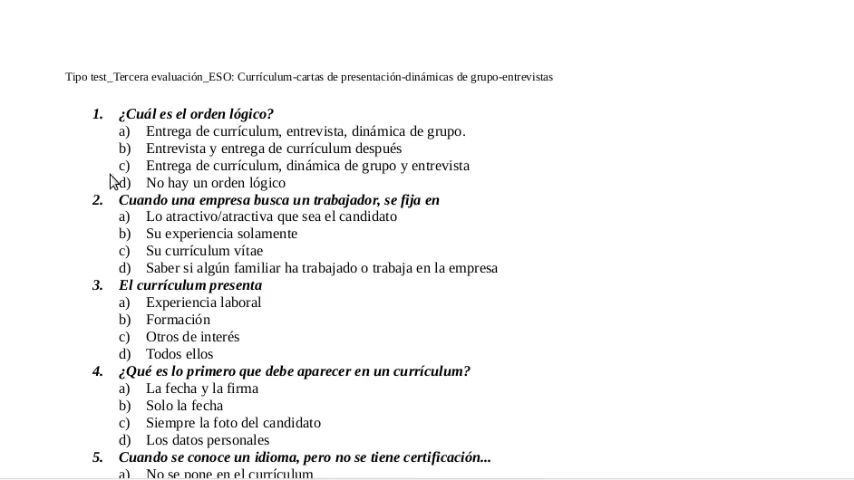 Tipo test_Tercera evaluación_ESO: Currículum-cartas de presentación-dinámicas de grupo-entrevistas
1. ¿Cuál es el orden lógico?
a) Entrega de currículum, entrevista, dinámica de grupo.
b) Entrevista y entrega de currículum después
c) Entrega de currículum, dinámica de grupo y entrevista
d) No hay un orden lógico
2. Cuando una empresa busca un trabajador, se fija en
a) Lo atractivo/atractiva que sea el candidato
b) Su experiencia solamente
c) Su currículum vítae
d) Saber si algún familiar ha trabajado o trabaja en la empresa
3. El currículum presenta
a) Experiencia laboral
b) Formación
c) Otros de interés
d) Todos ellos
4. ¿Qué es lo primero que debe aparecer en un currículum?
a) La fecha y la firma
b) Solo la fecha
c) Siempre la foto del candidato
d) Los datos personales
5. Cuando se conoce un idioma, pero no se tiene certificación...
a) No se pone en el currículum